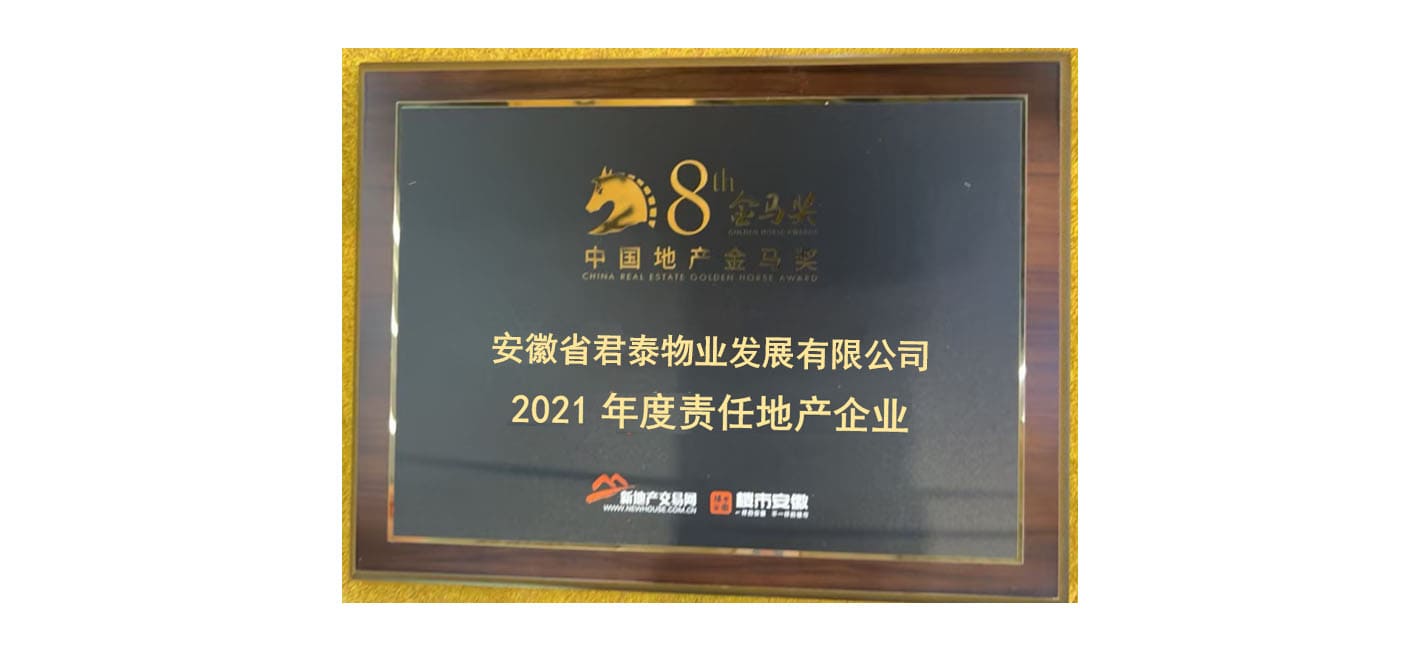 8th 金马奖
GOLDEN HORSE AWARDS
中国地产金马奖
CHINA REAL ESTATE GOLDEN HORSE AWARD
安徽省君泰物业发展有限公司
2021 年度责任地产企业
新地产交易网 楼市安徽
WWW.NEWHOUSE.COM.CN